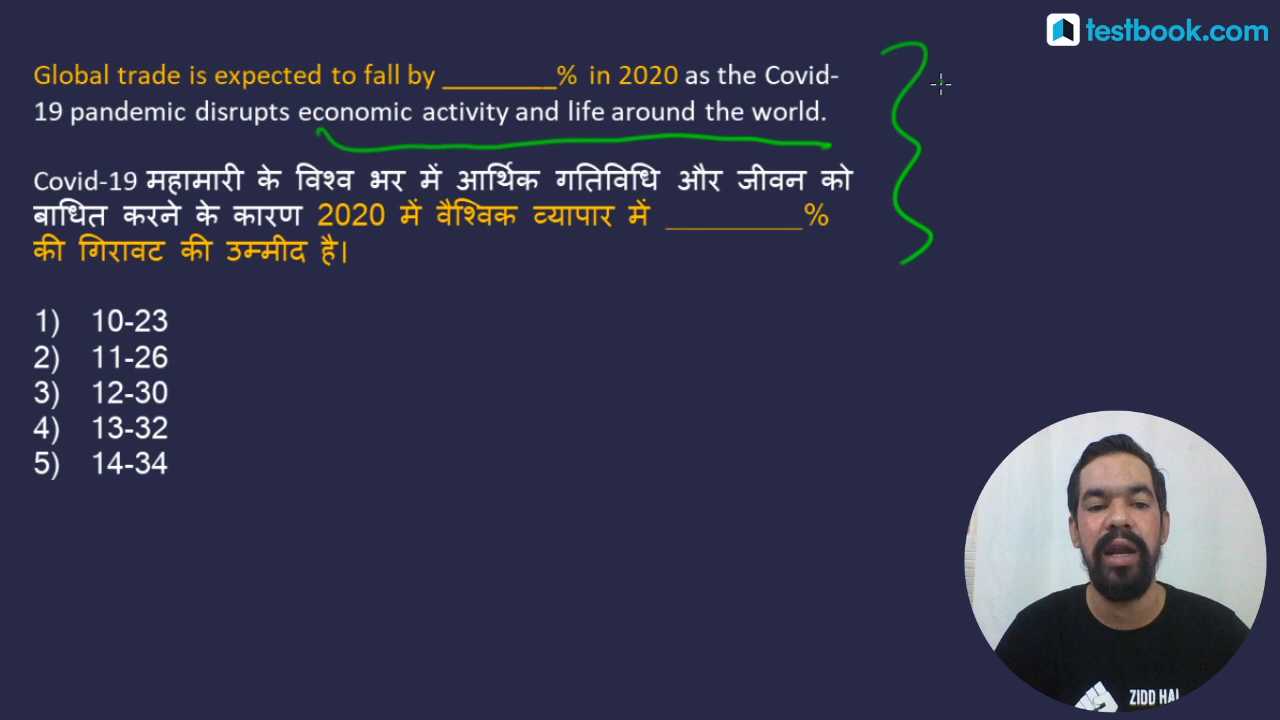 testbook.com
Global trade is expected to fall by ________% in 2020 as the Covid-
19 pandemic disrupts economic activity and life around the world.
Covid-19 महामारी के विश्व भर में आर्थिक गतिविधि और जीवन को
बाधित करने के कारण 2020 में वैश्विक व्यापार में _________%
की गिरावट की उम्मीद है।
1) 10-23
2) 11-26
3) 12-30
4) 13-32
5) 14-34
ZIDD HAI